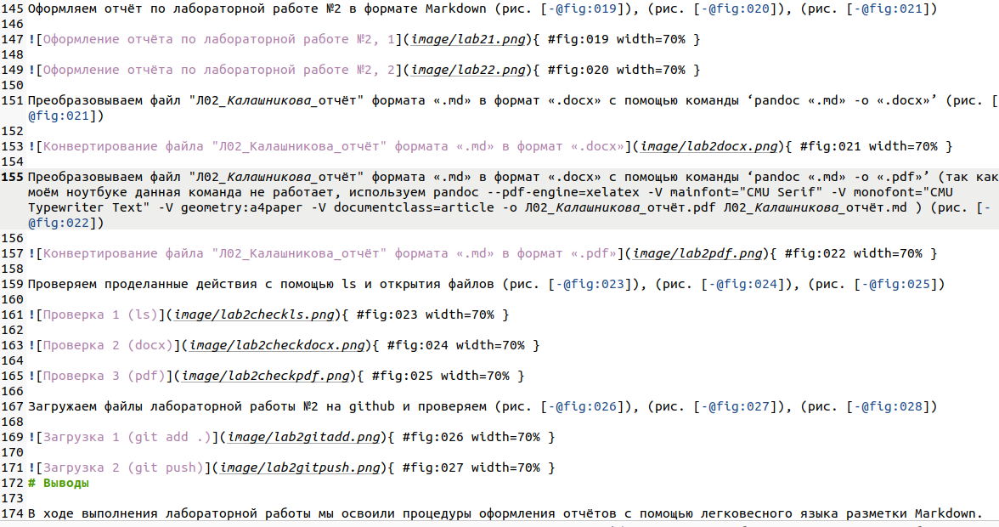 145 Оформляем отчёт по лабораторной работе №2 в формате Markdown (рис. [-@fig:019]), (рис. [-@fig:020]), (рис. [-@fig:021])
146
147 ![Оформление отчёта по лабораторной работе №2, 1](image/lab21.png){ #fig:019 width=70% }
148
149 ![Оформление отчёта по лабораторной работе №2, 2](image/lab22.png){ #fig:020 width=70% }
150
151 Преобразовываем файл "Л02_Калашникова_отчёт" формата «.md» в формат «.docx» с помощью команды ‘pandoc «.md» -o «.docx»’ (рис. [
@fig:021])
152
153 ![Конвертирование файла "Л02_Калашникова_отчёт" формата «.md» в формат «.docx»](image/lab2docx.png){ #fig:021 width=70% }
154
155 Преобразовываем файл "Л02_Калашникова_отчёт" формата «.md» в формат «.docx» с помощью команды ‘pandoc «.md» -o «.pdf»’ (так как
моём ноутбуке данная команда не работает, используем pandoc --pdf-engine=xelatex -V mainfont="CMU Serif" -V monofont="CMU
Typewriter Text" -V geometry:a4paper -V documentclass=article -o Л02_Калашникова_отчёт.pdf Л02_Калашникова_отчёт.md ) (рис. [-
@fig:022])
156
157 ![Конвертирование файла "Л02_Калашникова_отчёт" формата «.md» в формат «.pdf»](image/lab2pdf.png){ #fig:022 width=70% }
158
159 Проверяем проделанные действия с помощью ls и открытия файлов (рис. [-@fig:023]), (рис. [-@fig:024]), (рис. [-@fig:025])
160
161 ![Проверка 1 (ls)](image/lab2checkls.png){ #fig:023 width=70% }
162
163 ![Проверка 2 (docx)](image/lab2checkdocx.png){ #fig:024 width=70% }
164
165 ![Проверка 3 (pdf)](image/lab2checkpdf.png){ #fig:025 width=70% }
166
167 Загружаем файлы лабораторной работы №2 на github и проверяем (рис. [-@fig:026]), (рис. [-@fig:027]), (рис. [-@fig:028])
168
169 ![Загрузка 1 (git add .)](image/lab2gitadd.png){ #fig:026 width=70% }
170
171 ![Загрузка 2 (git push)](image/lab2gitpush.png){ #fig:027 width=70% }
172 # Выводы
173
174 В ходе выполнения лабораторной работы мы освоили процедуры оформления отчётов с помощью легковесного языка разметки Markdown.